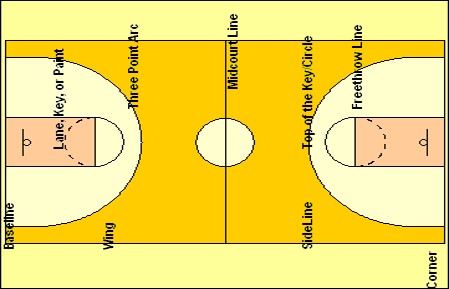 Lane, Key, or Paint
Three Point Arc
Midcourt Line
Top of the Key/Circle
Freethrow Line
Baseline
Wing
SideLine
Corner